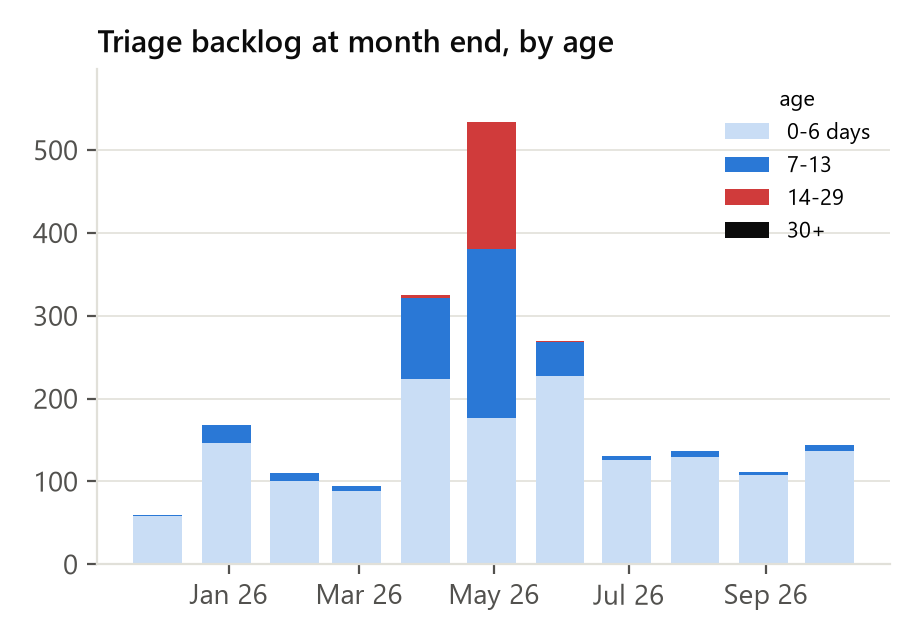 Triage backlog at month end, by age
age
0-6 days
7-13
14-29
30+
500
400
300
200
100
0
Jan 26 Mar 26 May 26 Jul 26 Sep 26